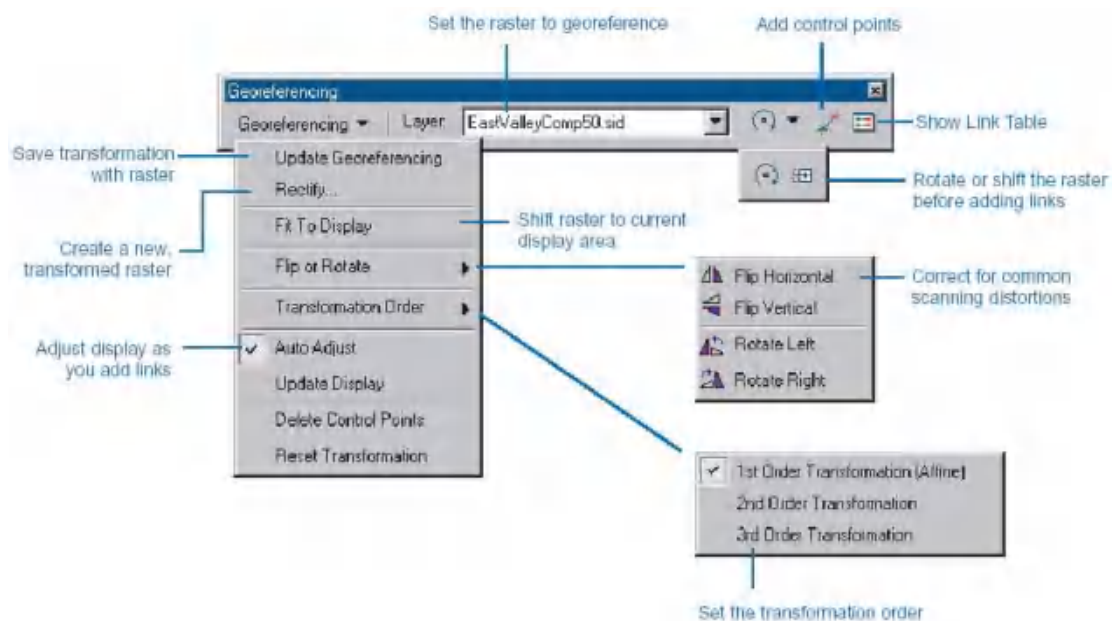 Set the raster to georeference
Add control points
Georeferencing
Georeferencing
Layer
EastValleyComp50.sid
Show Link Table
Save transformation
with raster
Update Georeferencing
Rectify...
Rotate or shift the raster
before adding links
Fit To Display
Shift raster to current
display area
Create a new,
transformed raster
Flip or Rotate
Flip Horizontal
Flip Vertical
Rotate Left
Rotate Right
Correct for common
scanning distortions
Transformation Order
Adjust display as
you add links
Auto Adjust
Update Display
Delete Control Points
Reset Transformation
1st Order Transformation (Affine)
2nd Order Transformation
3rd Order Transformation
Set the transformation order